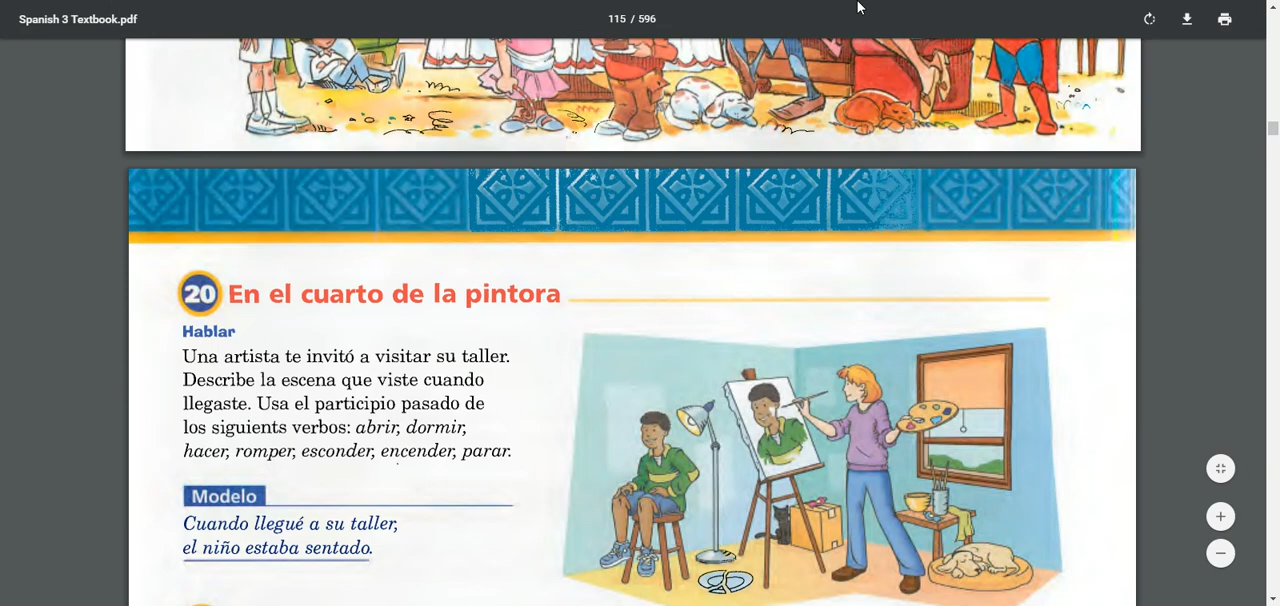 Spanish 3 Textbook.pdf
115 / 596
20 En el cuarto de la pintora
Hablar
Una artista te invitó a visitar su taller.
Describe la escena que viste cuando
llegaste. Usa el participio pasado de
los siguients verbos: abrir, dormir,
hacer, romper, esconder, encender, parar.
Modelo
Cuando llegué a su taller,
el niño estaba sentado.